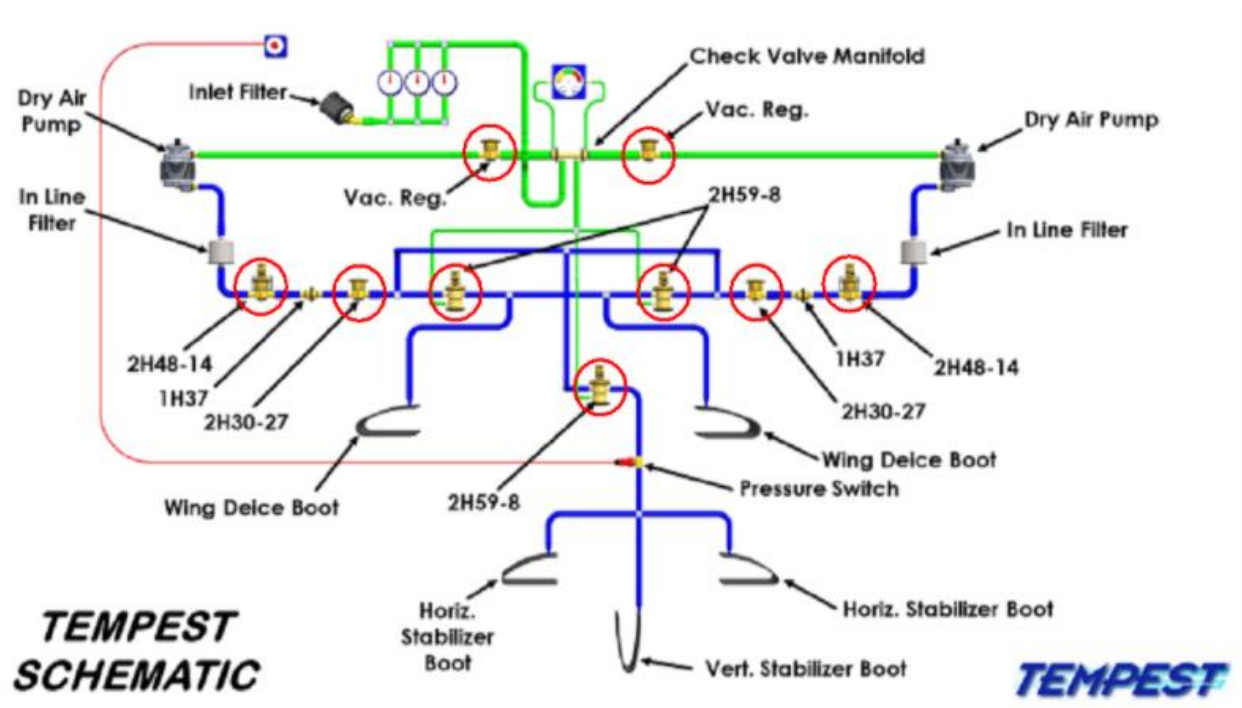 Check Valve Manifold
Inlet Filter
Vac. Reg.
Dry Air
Pump
Dry Air Pump
Vac. Reg.
2H59-8
In Line
Filter
In Line Filter
2H48-14
1H37
2H30-27
1H37
2H48-14
2H30-27
Wing Deice Boot
Wing Deice Boot
2H59-8
Pressure Switch
Horiz.
Stabilizer
Boot
Horiz. Stabilizer Boot
Vert. Stabilizer Boot
TEMPEST
SCHEMATIC
TEMPEST